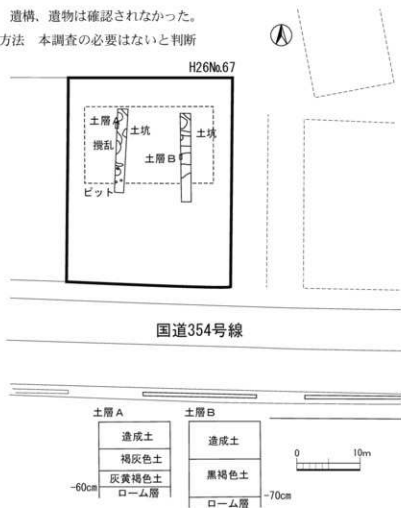 遺構、遺物は確認されなかった。
方法 本調査の必要はないと判断
H26№67
土層A
土坑
土坑
撹乱
土層B
ピット
国道354号線
土層A
土層B
造成土
褐灰色土
灰黄褐色土
ローム層
-60cm
造成土
黒褐色土
ローム層
-70cm
0
10m